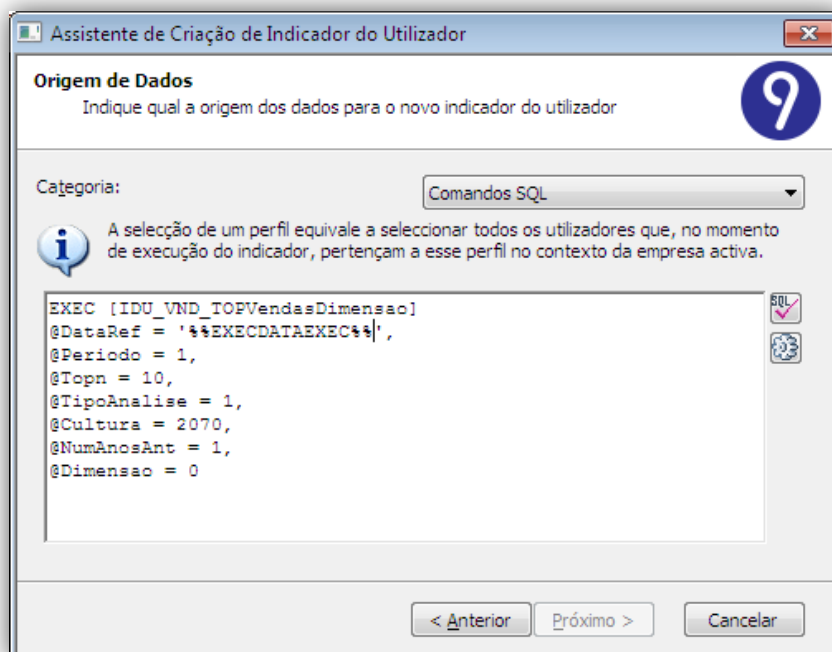 Assistente de Criação de Indicador do Utilizador
Origem de Dados
Indique qual a origem dos dados para o novo indicador do utilizador
9
Categoria:
Comandos SQL
A selecção de um perfil equivale a seleccionar todos os utilizadores que, no momento
de execução do indicador, pertençam a esse perfil no contexto da empresa activa.
EXEC [IDU_VND_TOPVendasDimensao]
@DataRef = '%%EXECDATAEXEC%%',
@Periodo = 1,
@Topn = 10,
@TipoAnalise = 1,
@Cultura = 2070,
@NumAnosAnt = 1,
@Dimensao = 0
SQL
< Anterior
Próximo >
Cancelar